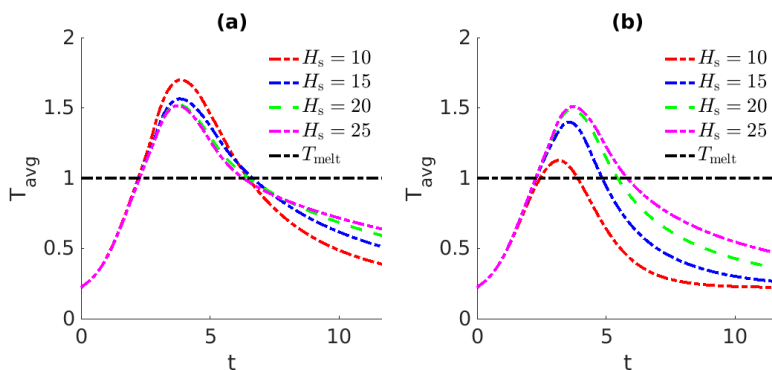 (a)
2
1.5
1
0.5
0
T_avg
0
5
10
t
H_s = 10
H_s = 15
H_s = 20
H_s = 25
T_melt
(b)
2
1.5
1
0.5
0
T_avg
0
5
10
t
H_s = 10
H_s = 15
H_s = 20
H_s = 25
T_melt